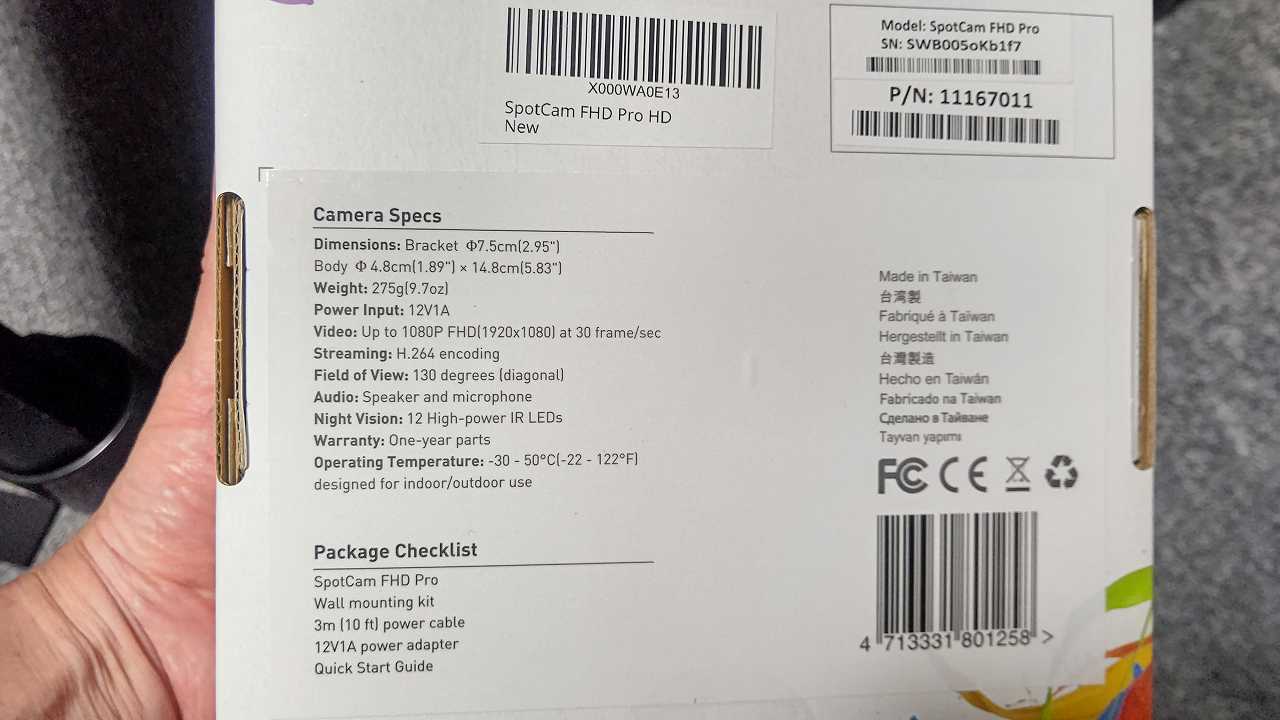 X000WA0E13
SpotCam FHD Pro HD
New
Model: SpotCam FHD Pro
SN: SWB005oKb1f7
P/N: 11167011
Camera Specs
Dimensions: Bracket Φ7.5cm(2.95")
Body Φ 4.8cm(1.89") × 14.8cm(5.83")
Weight: 275g(9.7oz)
Power Input: 12V1A
Video: Up to 1080P FHD(1920x1080) at 30 frame/sec
Streaming: H.264 encoding
Field of View: 130 degrees (diagonal)
Audio: Speaker and microphone
Night Vision: 12 High-power IR LEDs
Warranty: One-year parts
Operating Temperature: -30 - 50°C(-22 - 122°F)
designed for indoor/outdoor use
Package Checklist
SpotCam FHD Pro
Wall mounting kit
3m (10 ft) power cable
12V1A power adapter
Quick Start Guide
Made in Taiwan
台湾製
Fabriqué à Taïwan
Hergestellt in Taiwan
台灣製造
Hecho en Taiwán
Fabricado na Taiwan
Сделано в Тайване
Tayvan yapımı
FC CE
4 713331 801258 >